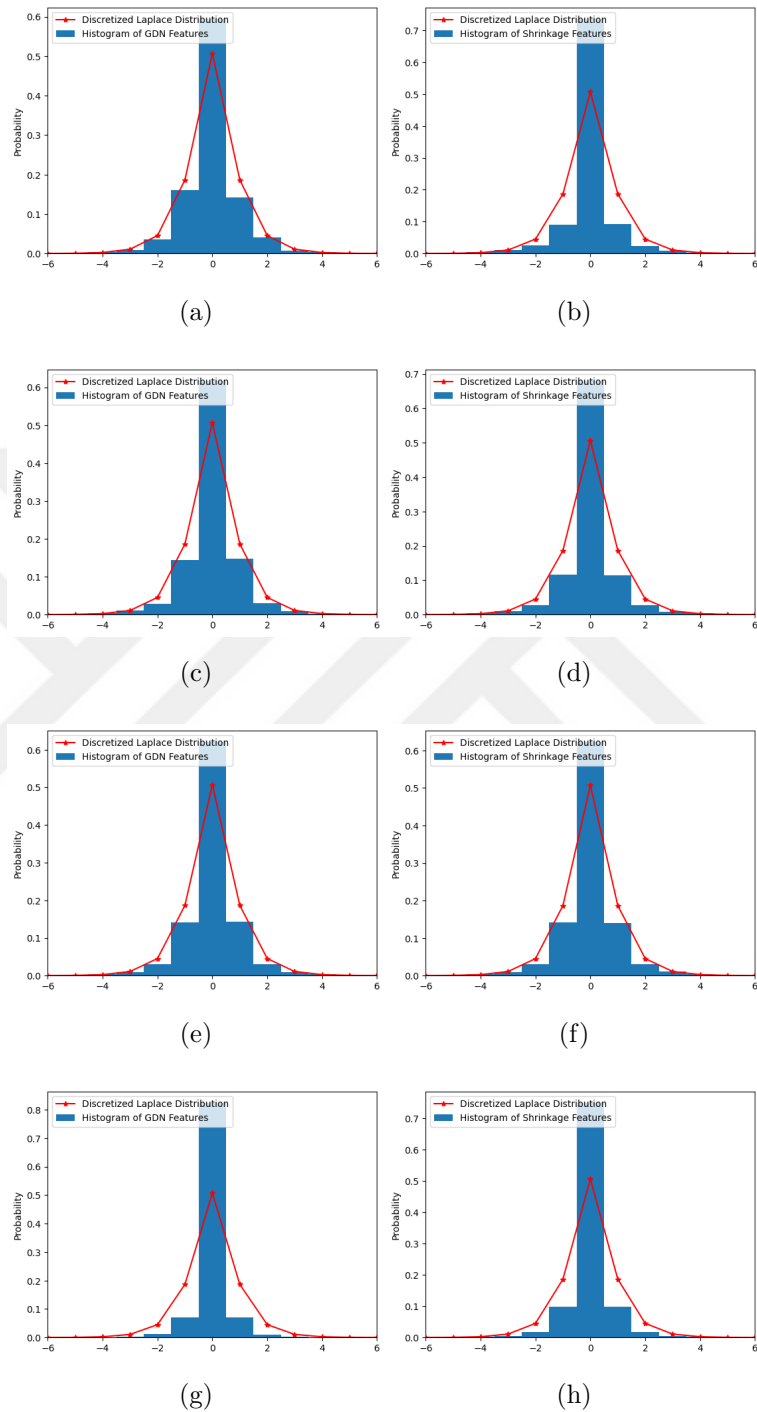 Discretized Laplace Distribution
Histogram of GDN Features
Probability
0.6
0.5
0.4
0.3
0.2
0.1
0.0
−6 −4 −2 0 2 4 6
(a)
Discretized Laplace Distribution
Histogram of Shrinkage Features
Probability
0.7
0.6
0.5
0.4
0.3
0.2
0.1
0.0
−6 −4 −2 0 2 4 6
(b)
Discretized Laplace Distribution
Histogram of GDN Features
Probability
0.6
0.5
0.4
0.3
0.2
0.1
0.0
−6 −4 −2 0 2 4 6
(c)
Discretized Laplace Distribution
Histogram of Shrinkage Features
Probability
0.7
0.6
0.5
0.4
0.3
0.2
0.1
0.0
−6 −4 −2 0 2 4 6
(d)
Discretized Laplace Distribution
Histogram of GDN Features
Probability
0.6
0.5
0.4
0.3
0.2
0.1
0.0
−6 −4 −2 0 2 4 6
(e)
Discretized Laplace Distribution
Histogram of Shrinkage Features
Probability
0.6
0.5
0.4
0.3
0.2
0.1
0.0
−6 −4 −2 0 2 4 6
(f)
Discretized Laplace Distribution
Histogram of GDN Features
Probability
0.8
0.7
0.6
0.5
0.4
0.3
0.2
0.1
0.0
−6 −4 −2 0 2 4 6
(g)
Discretized Laplace Distribution
Histogram of Shrinkage Features
Probability
0.7
0.6
0.5
0.4
0.3
0.2
0.1
0.0
−6 −4 −2 0 2 4 6
(h)